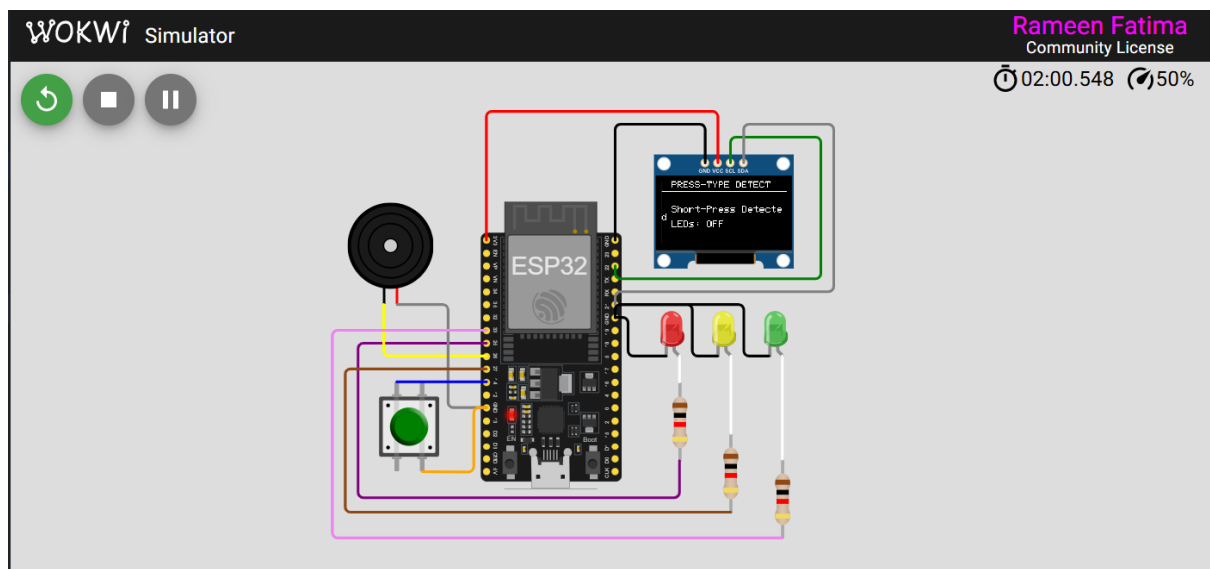 WOKWi Simulator
Rameen Fatima
Community License
02:00.548 50%
GND VCC SCL SDA
PRESS-TYPE DETECT
Short-Press Detecte
d
LEDs: OFF
ESP32
EN
Boot